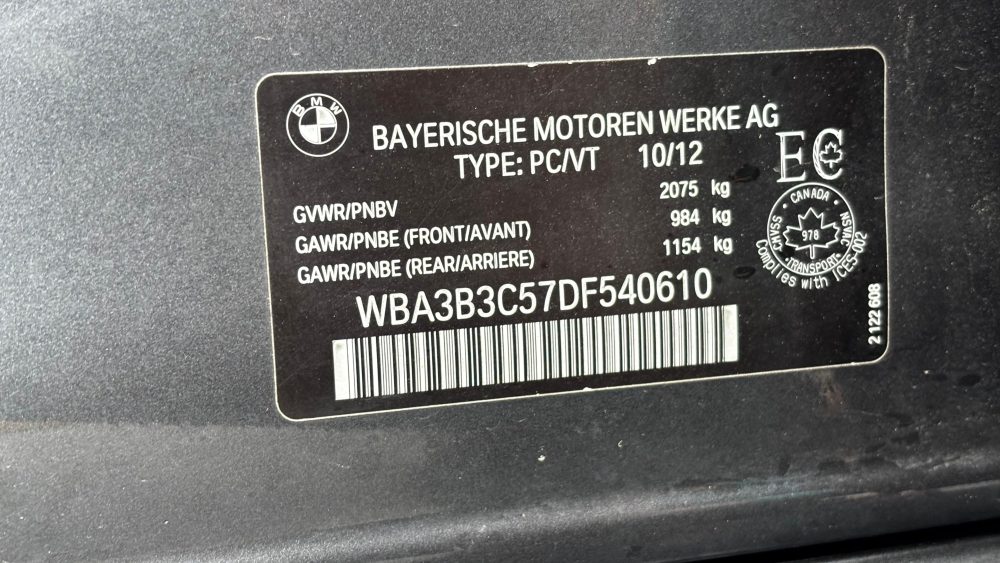 BMW
BAYERISCHE MOTOREN WERKE AG
TYPE: PC/VT 10/12
EC
GVWR/PNBV 2075 kg
GAWR/PNBE (FRONT/AVANT) 984 kg
GAWR/PNBE (REAR/ARRIERE) 1154 kg
CANADA
978
TRANSPORT
NSVAC
Complies with ICES-002
WBA3B3C57DF540610
2 122 608